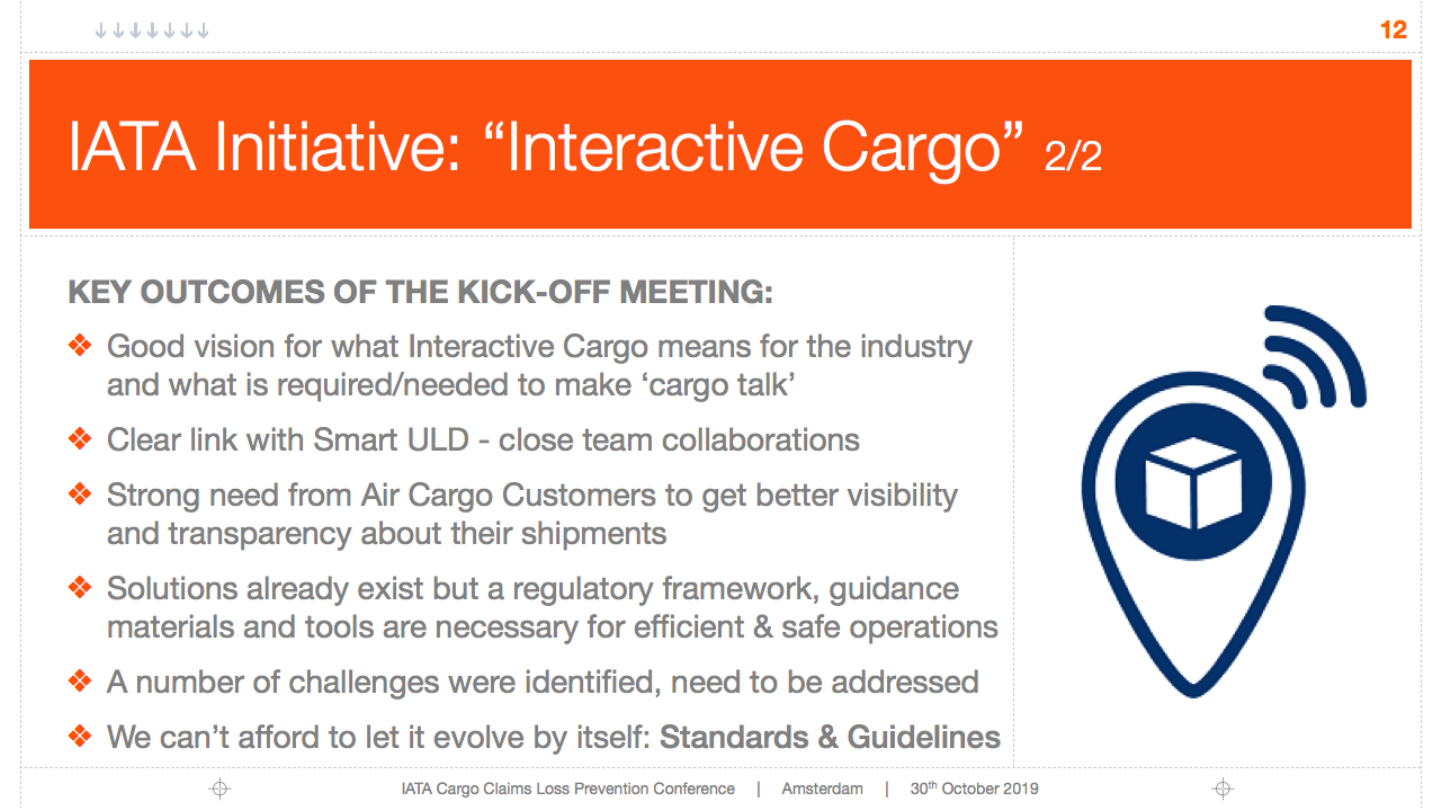 12
IATA Initiative: “Interactive Cargo” 2/2
KEY OUTCOMES OF THE KICK-OFF MEETING:
❖ Good vision for what Interactive Cargo means for the industry
and what is required/needed to make ‘cargo talk’
❖ Clear link with Smart ULD - close team collaborations
❖ Strong need from Air Cargo Customers to get better visibility
and transparency about their shipments
❖ Solutions already exist but a regulatory framework, guidance
materials and tools are necessary for efficient & safe operations
❖ A number of challenges were identified, need to be addressed
❖ We can’t afford to let it evolve by itself: Standards & Guidelines
IATA Cargo Claims Loss Prevention Conference | Amsterdam | 30th October 2019